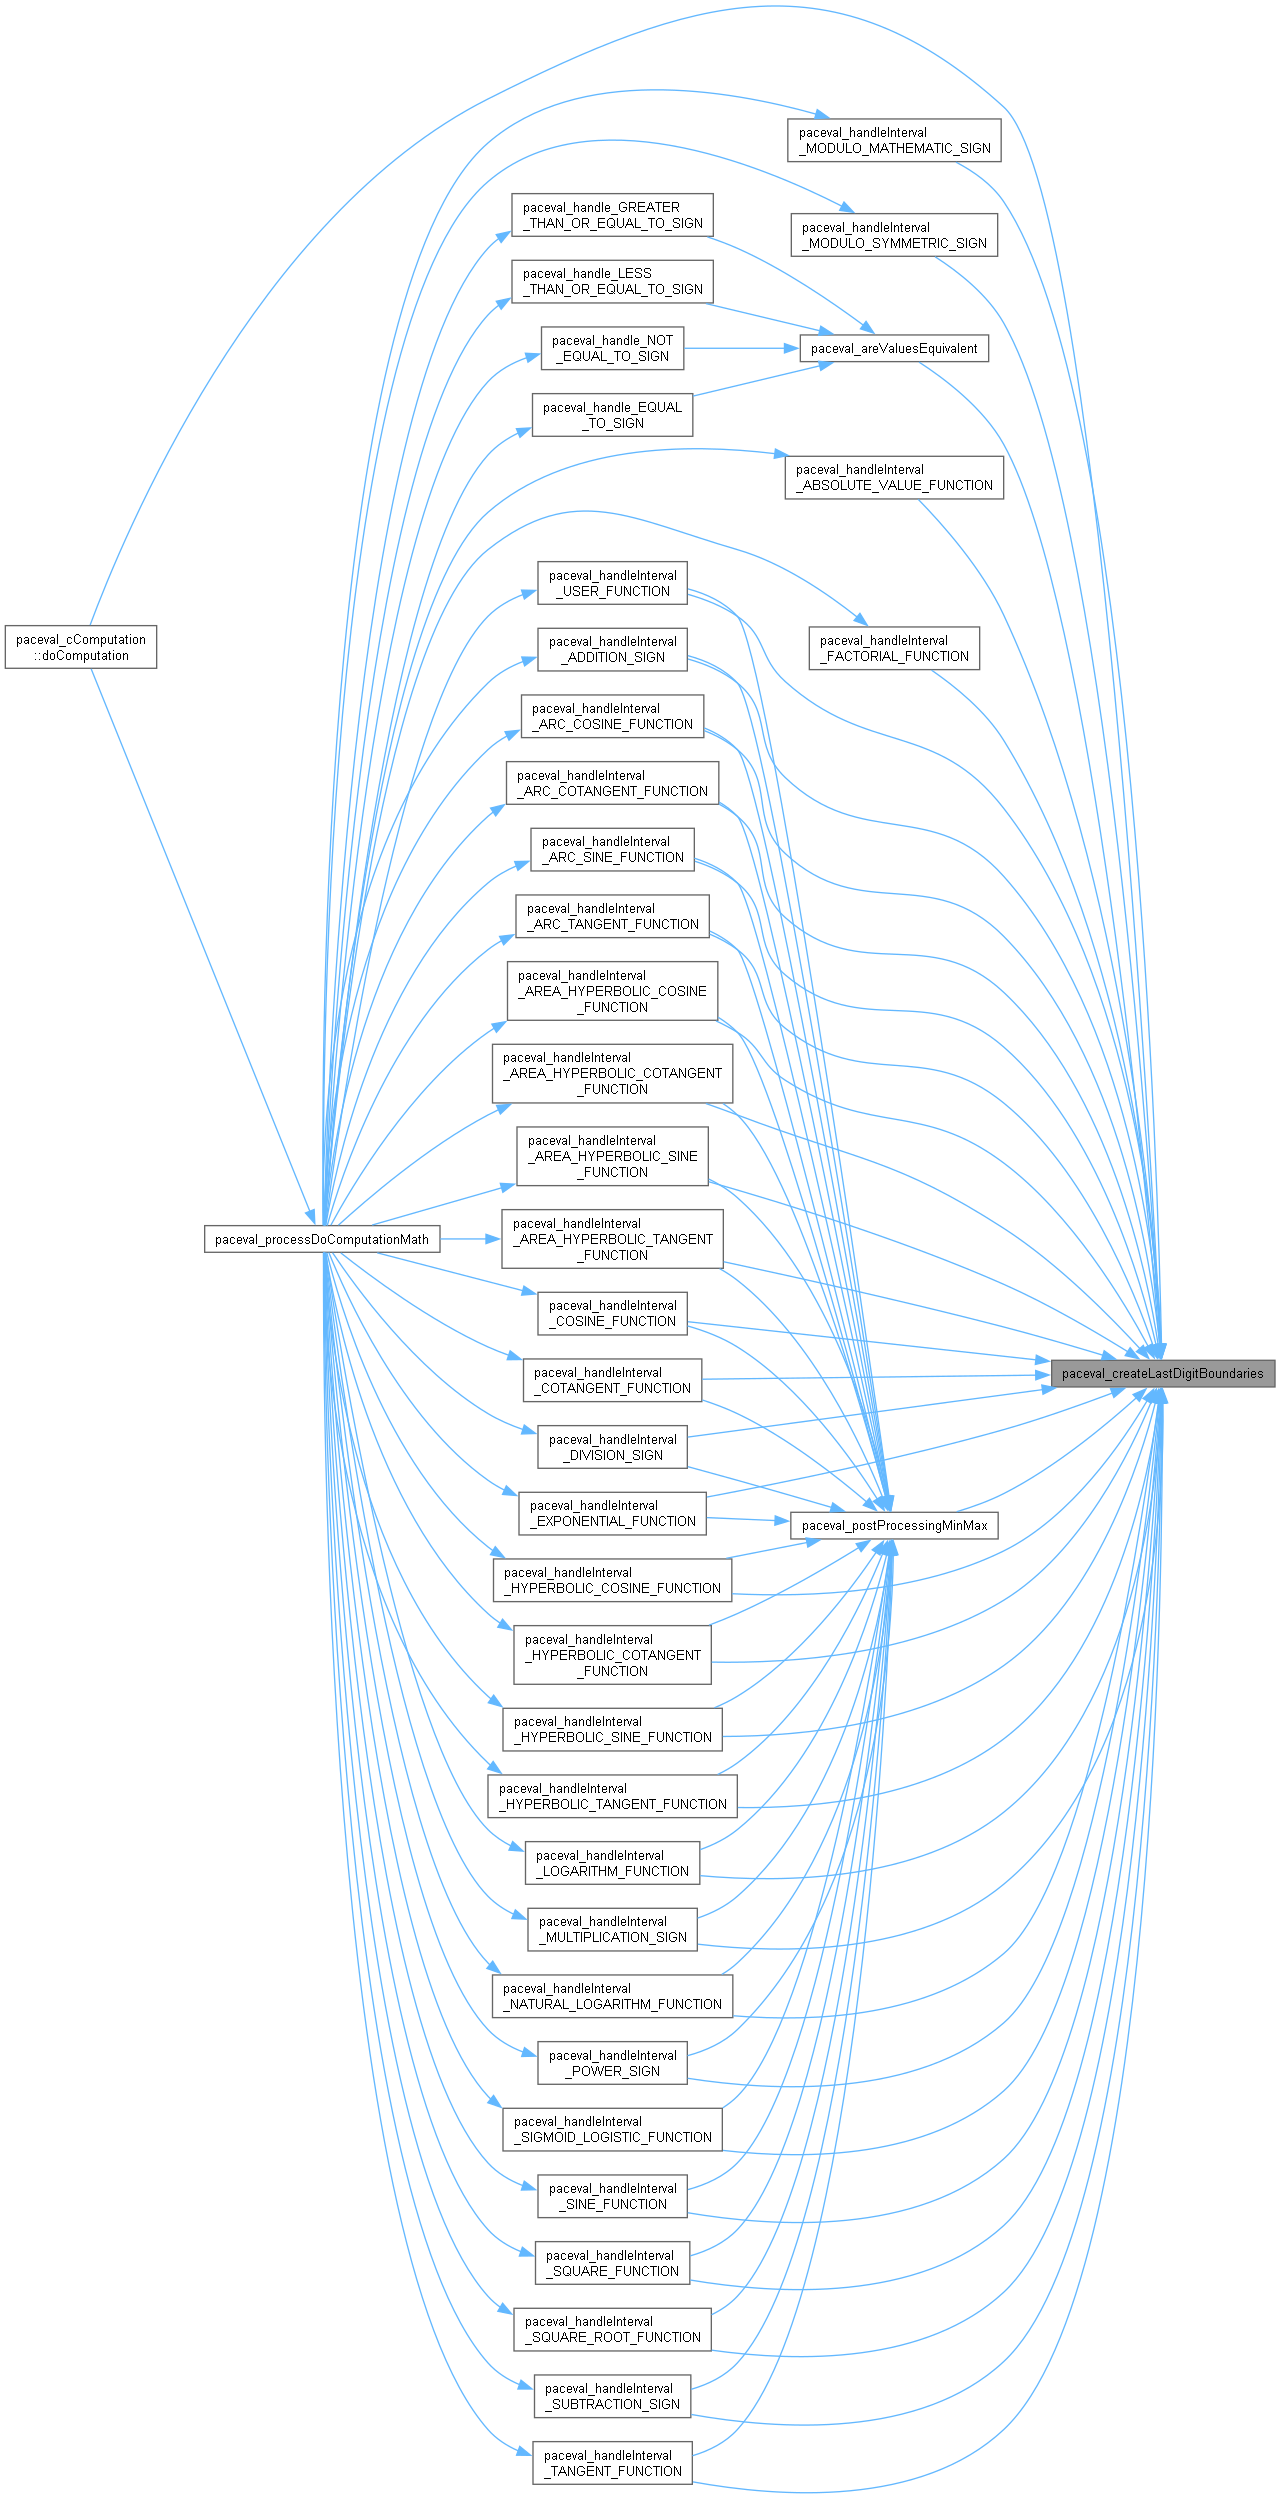 paceval_handleInterval
_MODULO_MATHEMATIC_SIGN
paceval_handle_GREATER
_THAN_OR_EQUAL_TO_SIGN
paceval_handleInterval
_MODULO_SYMMETRIC_SIGN
paceval_handle_LESS
_THAN_OR_EQUAL_TO_SIGN
paceval_handle_NOT
_EQUAL_TO_SIGN
paceval_areValuesEquivalent
paceval_handle_EQUAL
_TO_SIGN
paceval_handleInterval
_ABSOLUTE_VALUE_FUNCTION
paceval_handleInterval
_USER_FUNCTION
paceval_cComputation
::doComputation
paceval_handleInterval
_ADDITION_SIGN
paceval_handleInterval
_FACTORIAL_FUNCTION
paceval_handleInterval
_ARC_COSINE_FUNCTION
paceval_handleInterval
_ARC_COTANGENT_FUNCTION
paceval_handleInterval
_ARC_SINE_FUNCTION
paceval_handleInterval
_ARC_TANGENT_FUNCTION
paceval_handleInterval
_AREA_HYPERBOLIC_COSINE
_FUNCTION
paceval_handleInterval
_AREA_HYPERBOLIC_COTANGENT
_FUNCTION
paceval_handleInterval
_AREA_HYPERBOLIC_SINE
_FUNCTION
paceval_processDoComputationMath
paceval_handleInterval
_AREA_HYPERBOLIC_TANGENT
_FUNCTION
paceval_handleInterval
_COSINE_FUNCTION
paceval_handleInterval
_COTANGENT_FUNCTION
paceval_createLastDigitBoundaries
paceval_handleInterval
_DIVISION_SIGN
paceval_handleInterval
_EXPONENTIAL_FUNCTION
paceval_postProcessingMinMax
paceval_handleInterval
_HYPERBOLIC_COSINE_FUNCTION
paceval_handleInterval
_HYPERBOLIC_COTANGENT
_FUNCTION
paceval_handleInterval
_HYPERBOLIC_SINE_FUNCTION
paceval_handleInterval
_HYPERBOLIC_TANGENT_FUNCTION
paceval_handleInterval
_LOGARITHM_FUNCTION
paceval_handleInterval
_MULTIPLICATION_SIGN
paceval_handleInterval
_NATURAL_LOGARITHM_FUNCTION
paceval_handleInterval
_POWER_SIGN
paceval_handleInterval
_SIGMOID_LOGISTIC_FUNCTION
paceval_handleInterval
_SINE_FUNCTION
paceval_handleInterval
_SQUARE_FUNCTION
paceval_handleInterval
_SQUARE_ROOT_FUNCTION
paceval_handleInterval
_SUBTRACTION_SIGN
paceval_handleInterval
_TANGENT_FUNCTION